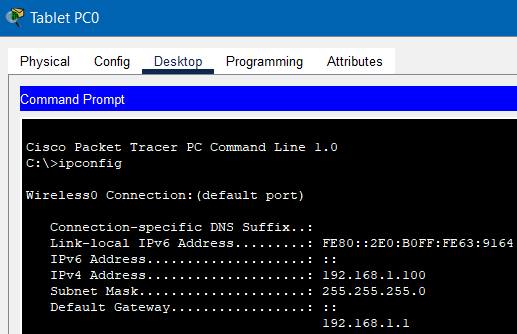 Tablet PC0
Physical Config Desktop Programming Attributes
Command Prompt
Cisco Packet Tracer PC Command Line 1.0
C:\>ipconfig
Wireless0 Connection:(default port)
Connection-specific DNS Suffix..:
Link-local IPv6 Address.........: FE80::2E0:B0FF:FE63:9164
IPv6 Address....................: ::
IPv4 Address....................: 192.168.1.100
Subnet Mask.....................: 255.255.255.0
Default Gateway.................: ::
192.168.1.1